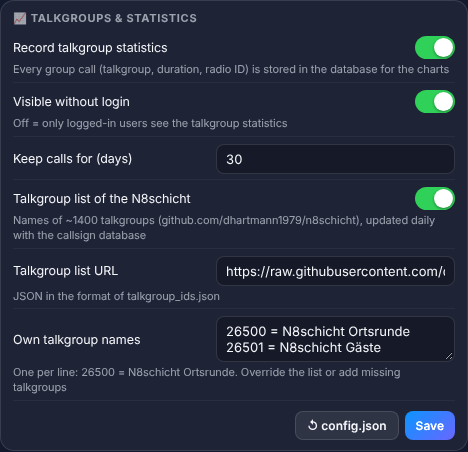 📈 TALKGROUPS & STATISTICS
Record talkgroup statistics
Every group call (talkgroup, duration, radio ID) is stored in the database for the charts
Visible without login
Off = only logged-in users see the talkgroup statistics
Keep calls for (days)
30
Talkgroup list of the N8schicht
Names of ~1400 talkgroups (github.com/dhartmann1979/n8schicht), updated daily
with the callsign database
Talkgroup list URL
https://raw.githubusercontent.com/
JSON in the format of talkgroup_ids.json
Own talkgroup names
26500 = N8schicht Ortsrunde
26501 = N8schicht Gäste
One per line: 26500 = N8schicht Ortsrunde. Override the list or add missing
talkgroups
↺ config.json
Save